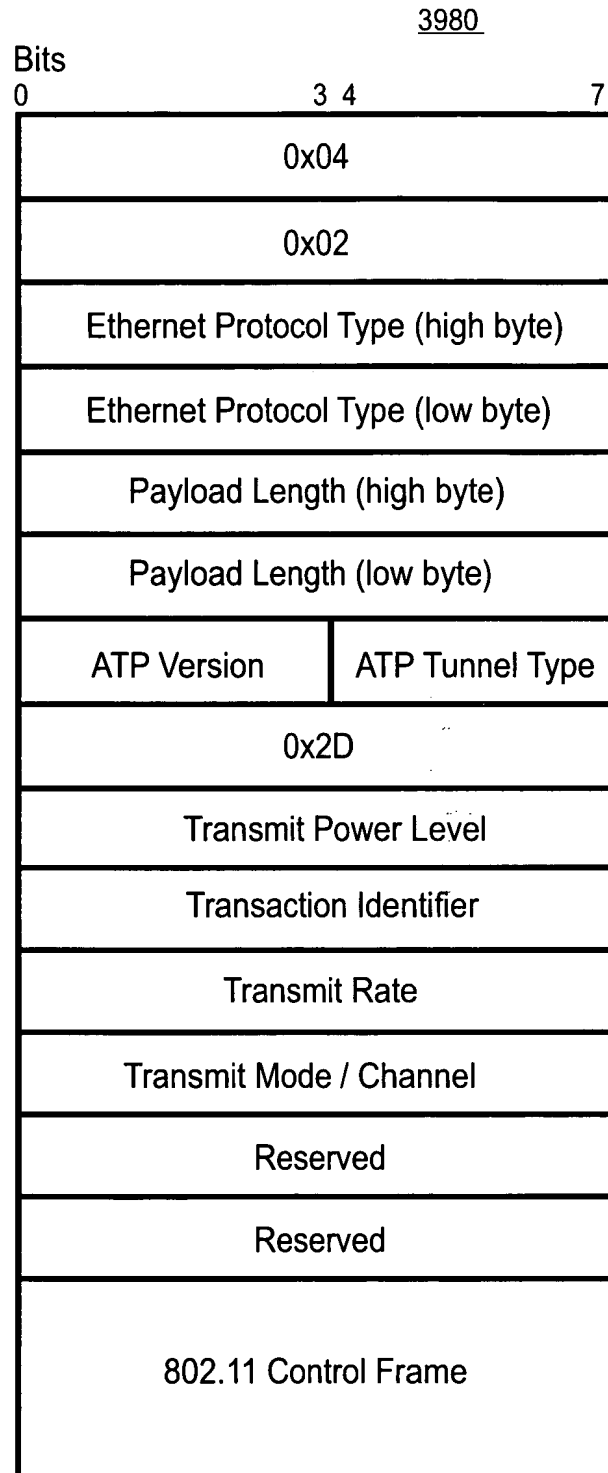 3980
Bits
0 3 4 7
0x04
0x02
Ethernet Protocol Type (high byte)
Ethernet Protocol Type (low byte)
Payload Length (high byte)
Payload Length (low byte)
ATP Version ATP Tunnel Type
0x2D
Transmit Power Level
Transaction Identifier
Transmit Rate
Transmit Mode / Channel
Reserved
Reserved
802.11 Control Frame